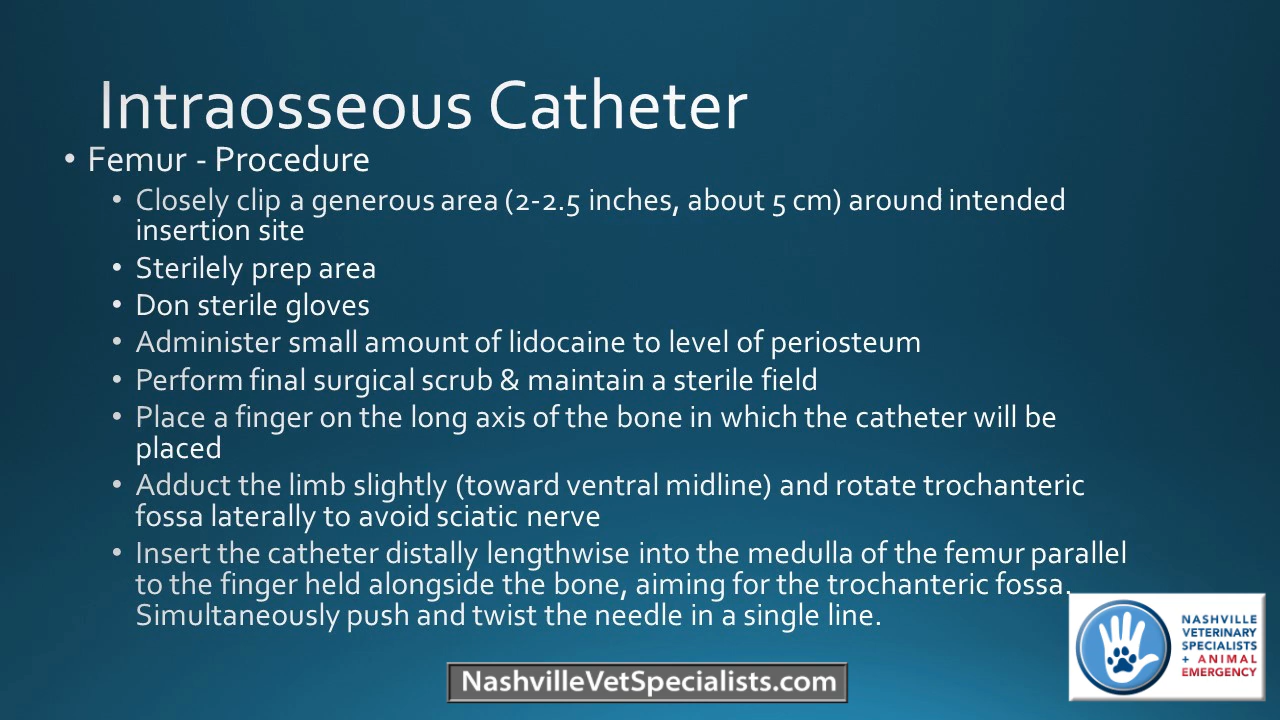 Intraosseous Catheter
• Femur - Procedure
• Closely clip a generous area (2-2.5 inches, about 5 cm) around intended
insertion site
• Sterilely prep area
• Don sterile gloves
• Administer small amount of lidocaine to level of periosteum
• Perform final surgical scrub & maintain a sterile field
• Place a finger on the long axis of the bone in which the catheter will be
placed
• Adduct the limb slightly (toward ventral midline) and rotate trochanteric
fossa laterally to avoid sciatic nerve
• Insert the catheter distally lengthwise into the medulla of the femur parallel
to the finger held alongside the bone, aiming for the trochanteric fossa.
Simultaneously push and twist the needle in a single line.
NASHVILLE
VETERINARY
SPECIALISTS
+ ANIMAL
EMERGENCY
NashvilleVetSpecialists.com